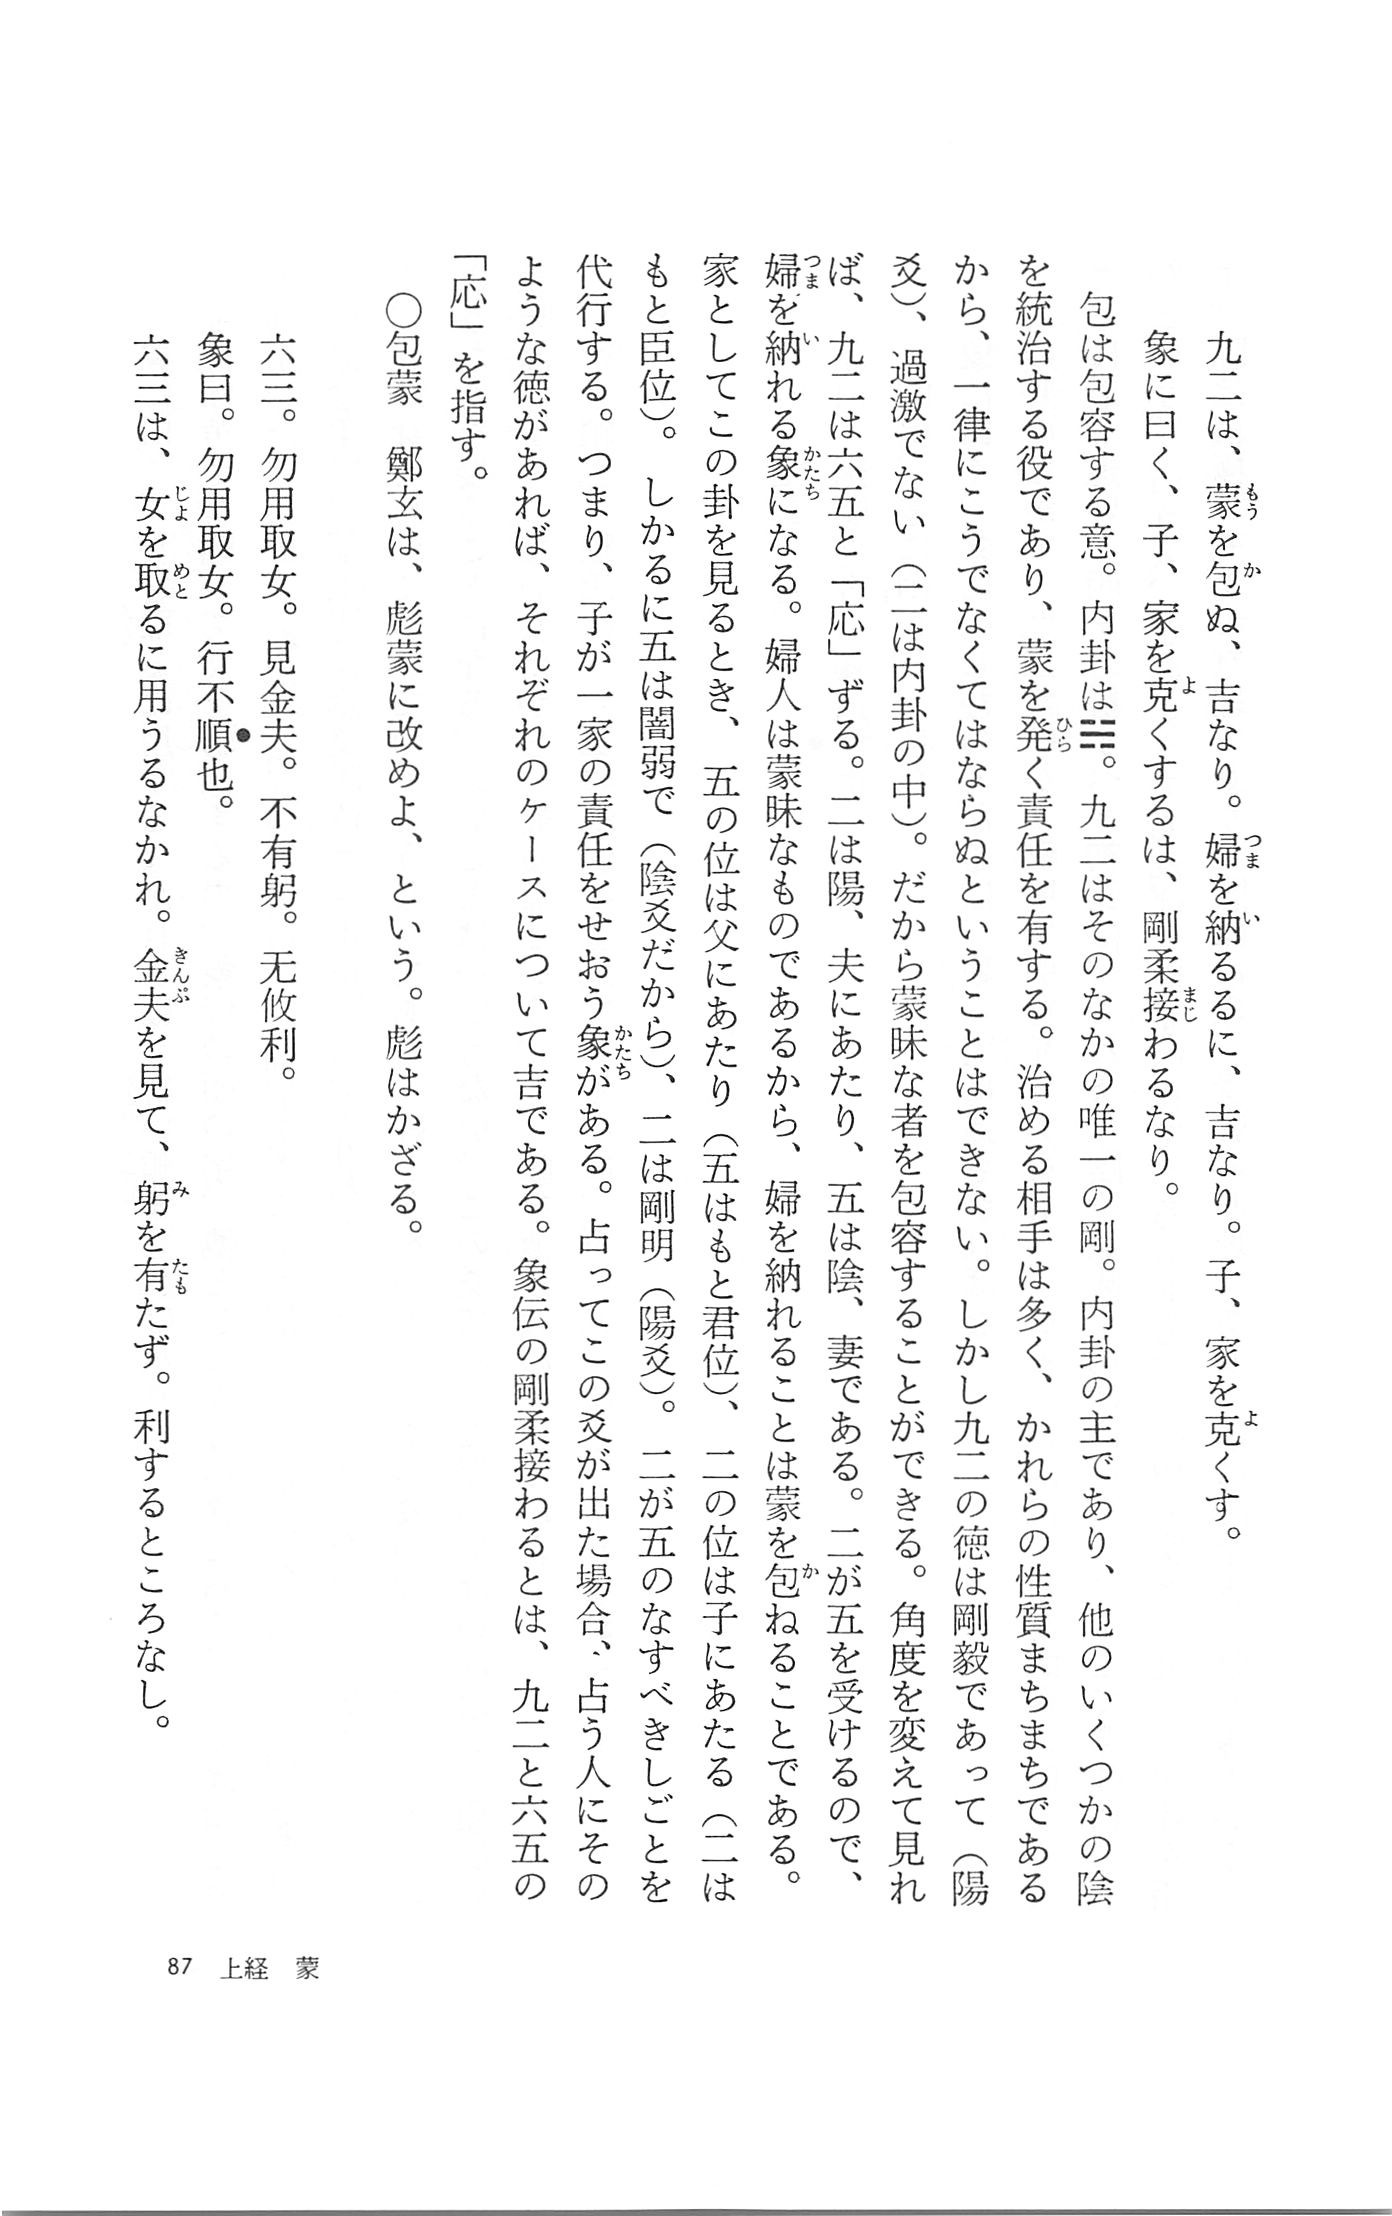 九二は、蒙を包ぬ、吉なり。婦を納るるに、吉なり。子、家を克くす。
象に曰く、子、家を克くするは、剛柔接わるなり。
包は包容する意。内卦は☵。九二はそのなかの唯一の剛。内卦の主であり、他のいくつかの陰
を統治する役であり、蒙を発く責任を有する。治める相手は多く、かれらの性質まちまちである
から、一律にこうでなくてはならぬということはできない。しかし九二の徳は剛毅であって（陽
爻）、過激でない（二は内卦の中）。だから蒙昧な者を包容することができる。角度を変えて見れ
ば、九二は六五と「応」ずる。二は陽、夫にあたり、五は陰、妻である。二が五を受けるので、
婦を納れる象になる。婦人は蒙昧なものであるから、婦を納れることは蒙を包ねることである。
家としてこの卦を見るとき、五の位は父にあたり（五はもと君位）、二の位は子にあたる（二は
もと臣位）。しかるに五は闇弱で（陰爻だから）、二は剛明（陽爻）。二が五のなすべきしごとを
代行する。つまり、子が一家の責任をせおう象がある。占ってこの爻が出た場合、占う人にその
ような徳があれば、それぞれのケースについて吉である。象伝の剛柔接わるとは、九二と六五の
「応」を指す。
〇包蒙　鄭玄は、彪蒙に改めよ、という。彪はかざる。
六三。勿用取女。見金夫。不有躬。无攸利。
象曰。勿用取女。行不順也。
六三は、女を取るに用うるなかれ。金夫を見て、躬を有たず。利するところなし。
87　上経　蒙